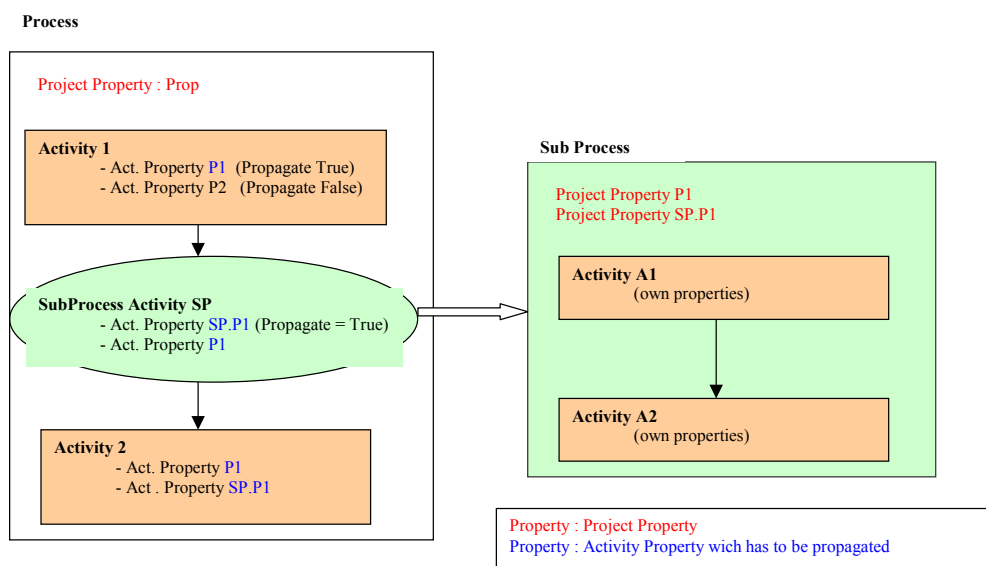 Process
Project Property : Prop
Activity 1
- Act. Property P1 (Propagate True)
- Act. Property P2 (Propagate False)
SubProcess Activity SP
- Act. Property SP.P1 (Propagate = True)
- Act. Property P1
Activity 2
- Act. Property P1
- Act . Property SP.P1
Sub Process
Project Property P1
Project Property SP.P1
Activity A1
(own properties)
Activity A2
(own properties)
Property : Project Property
Property : Activity Property wich has to be propagated